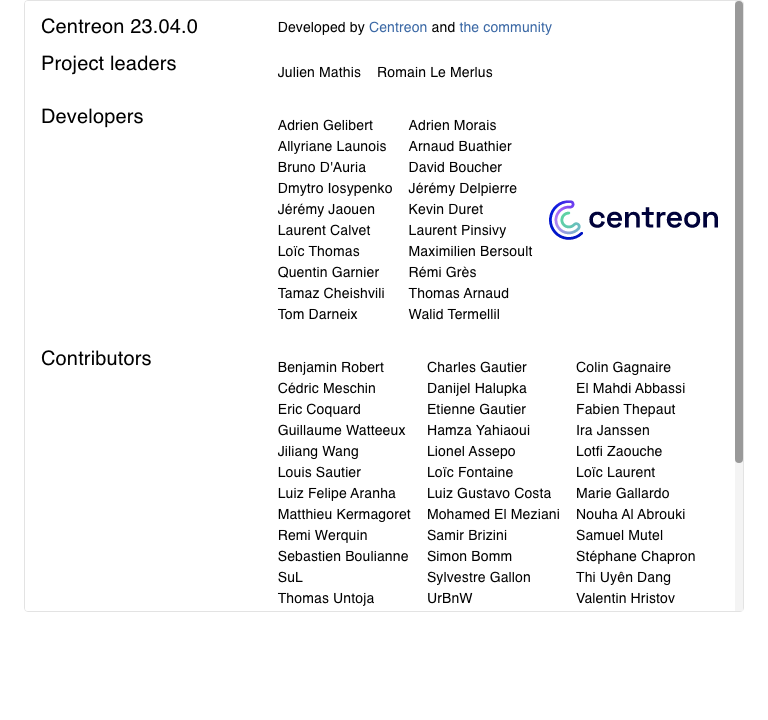 Centreon 23.04.0
Developed by Centreon and the community
Project leaders
Julien Mathis Romain Le Merlus
Developers
Adrien Gelibert Adrien Morais
Allyriane Launois Arnaud Buathier
Bruno D'Auria David Boucher
Dmytro Iosypenko Jérémy Delpierre
Jérémy Jaouen Kevin Duret
Laurent Calvet Laurent Pinsivy
Loïc Thomas Maximilien Bersoult
Quentin Garnier Rémi Grès
Tamaz Cheishvili Thomas Arnaud
Tom Darneix Walid Termellil
centreon
Contributors
Benjamin Robert Charles Gautier Colin Gagnaire
Cédric Meschin Danijel Halupka El Mahdi Abbassi
Eric Coquard Etienne Gautier Fabien Thepaut
Guillaume Watteeux Hamza Yahiaoui Ira Janssen
Jiliang Wang Lionel Assepo Lotfi Zaouche
Louis Sautier Loïc Fontaine Loïc Laurent
Luiz Felipe Aranha Luiz Gustavo Costa Marie Gallardo
Matthieu Kermagoret Mohamed El Meziani Nouha Al Abrouki
Remi Werquin Samir Brizini Samuel Mutel
Sebastien Boulianne Simon Bomm Stéphane Chapron
SuL Sylvestre Gallon Thi Uyên Dang
Thomas Untoja UrBnW Valentin Hristov